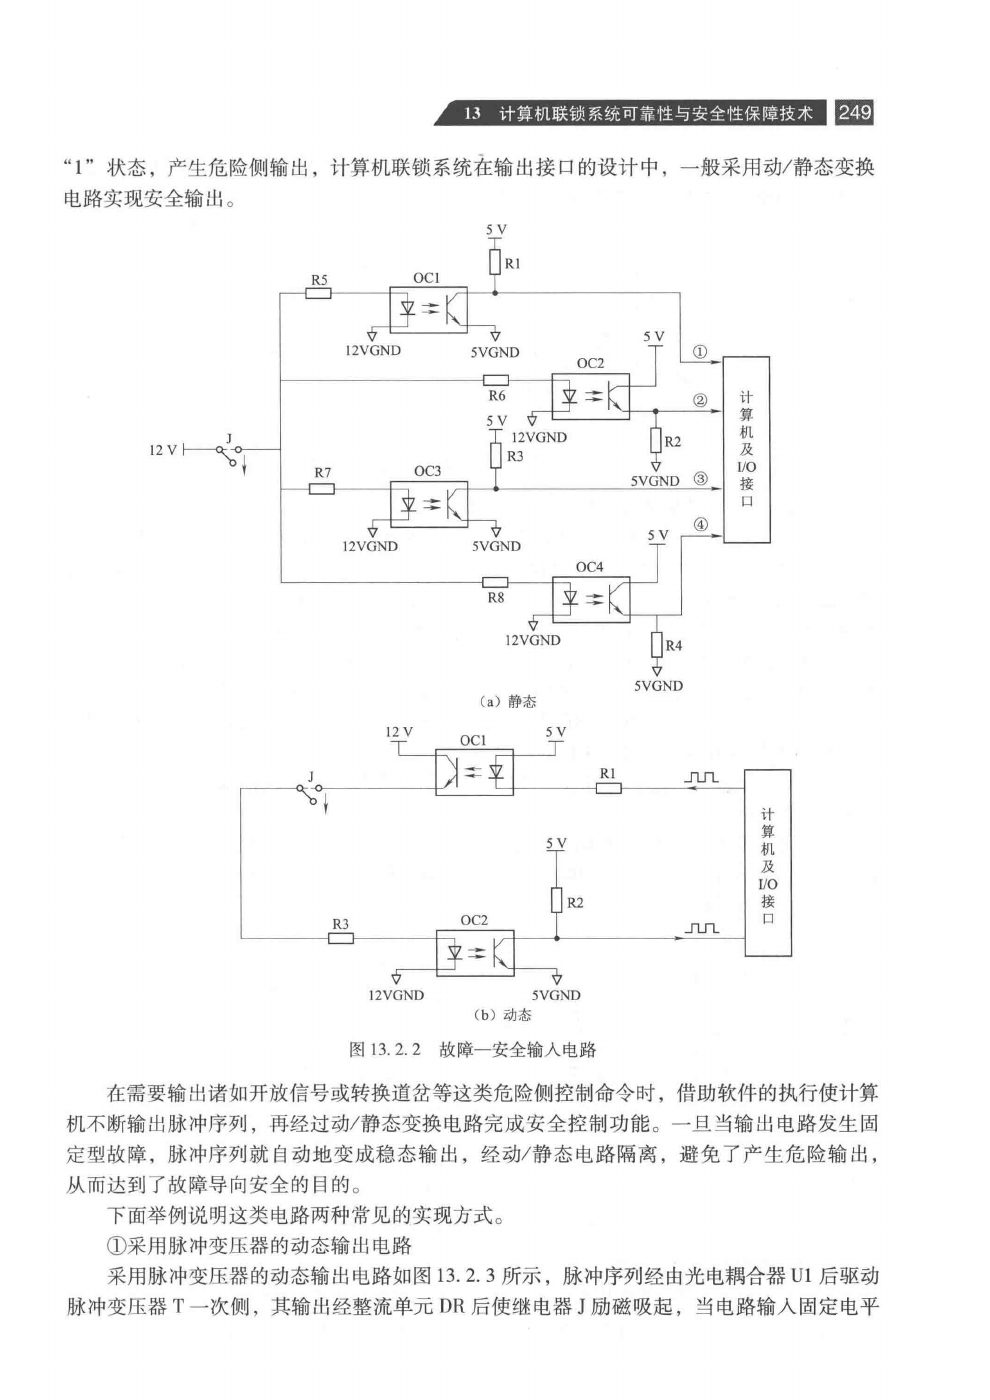 13 计算机联锁系统可靠性与安全性保障技术 249
“1”状态，产生危险侧输出，计算机联锁系统在输出接口的设计中，一般采用动/静态变换
电路实现安全输出。
5 V
R1
R5
OC1
12VGND
5VGND
5 V
①
OC2
R6
②
5 V
12VGND
R3
R2
12 V
J
R7
OC3
5VGND
③
计算机及I/O接口
12VGND
5VGND
5 V
④
OC4
R8
12VGND
R4
5VGND
（a）静态
12 V
OC1
5 V
J
R1
计算机及I/O接口
5 V
R2
R3
OC2
12VGND
5VGND
（b）动态
图 13. 2. 2 故障—安全输入电路
在需要输出诸如开放信号或转换道岔等这类危险侧控制命令时，借助软件的执行使计算
机不断输出脉冲序列，再经过动/静态变换电路完成安全控制功能。一旦当输出电路发生固
定型故障，脉冲序列就自动地变成稳态输出，经动/静态电路隔离，避免了产生危险输出，
从而达到了故障导向安全的目的。
下面举例说明这类电路两种常见的实现方式。
①采用脉冲变压器的动态输出电路
采用脉冲变压器的动态输出电路如图 13. 2. 3 所示，脉冲序列经由光电耦合器 U1 后驱动
脉冲变压器 T 一次侧，其输出经整流单元 DR 后使继电器 J 励磁吸起，当电路输入固定电平